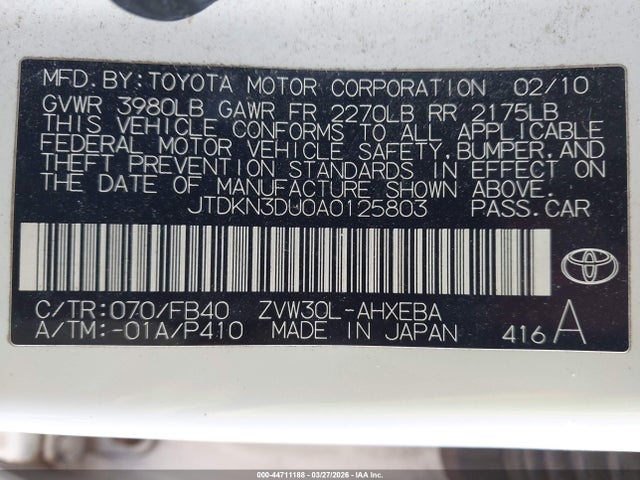 MFD. BY: TOYOTA MOTOR CORPORATION 02/10
GVWR 3980LB GAWR FR 2270LB RR 2175LB
THIS VEHICLE CONFORMS TO ALL APPLICABLE
FEDERAL MOTOR VEHICLE SAFETY, BUMPER, AND
THEFT PREVENTION STANDARDS IN EFFECT ON
THE DATE OF MANUFACTURE SHOWN ABOVE.
JTDKN3DU0A0125803 PASS. CAR
C/TR: 070/FB40 ZVW30L-AHXEBA
A/TM: -01A/P410 MADE IN JAPAN 416 A
TOYOTA
000-44711188 - 03/27/2026 - IAA, Inc.